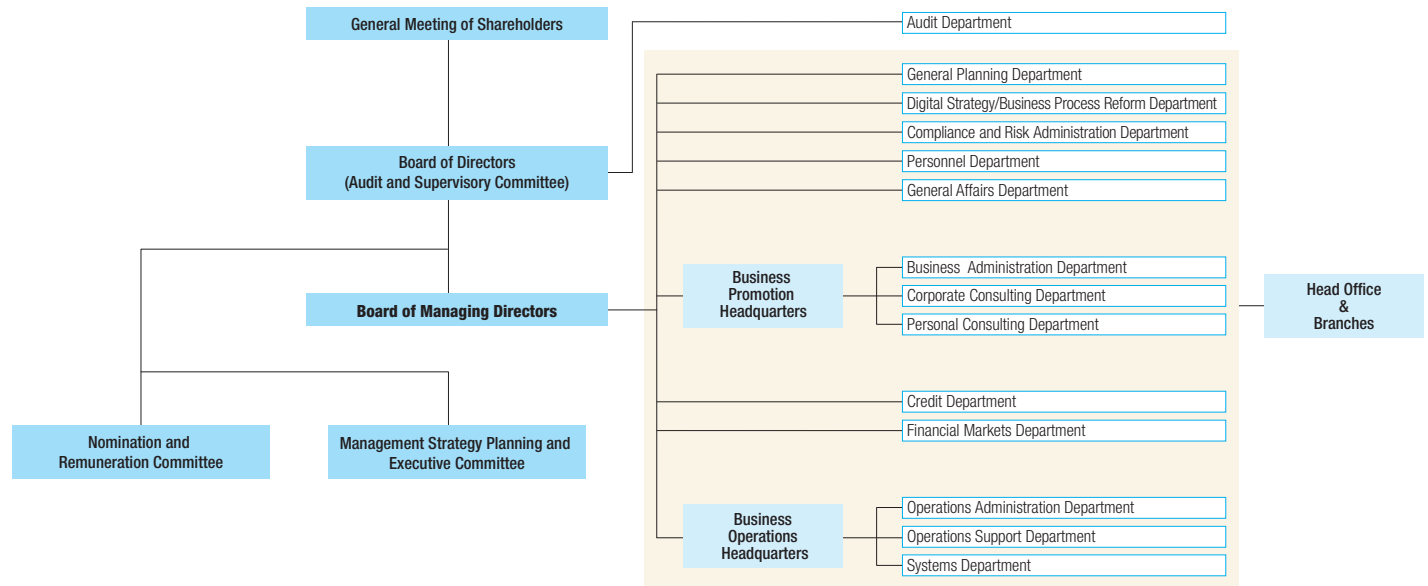 General Meeting of Shareholders
Board of Directors
(Audit and Supervisory Committee)
Board of Managing Directors
Nomination and
Remuneration Committee
Management Strategy Planning and
Executive Committee
Audit Department
General Planning Department
Digital Strategy/Business Process Reform Department
Compliance and Risk Administration Department
Personnel Department
General Affairs Department
Business
Promotion
Headquarters
Business Administration Department
Corporate Consulting Department
Personal Consulting Department
Credit Department
Financial Markets Department
Business
Operations
Headquarters
Operations Administration Department
Operations Support Department
Systems Department
Head Office
&
Branches